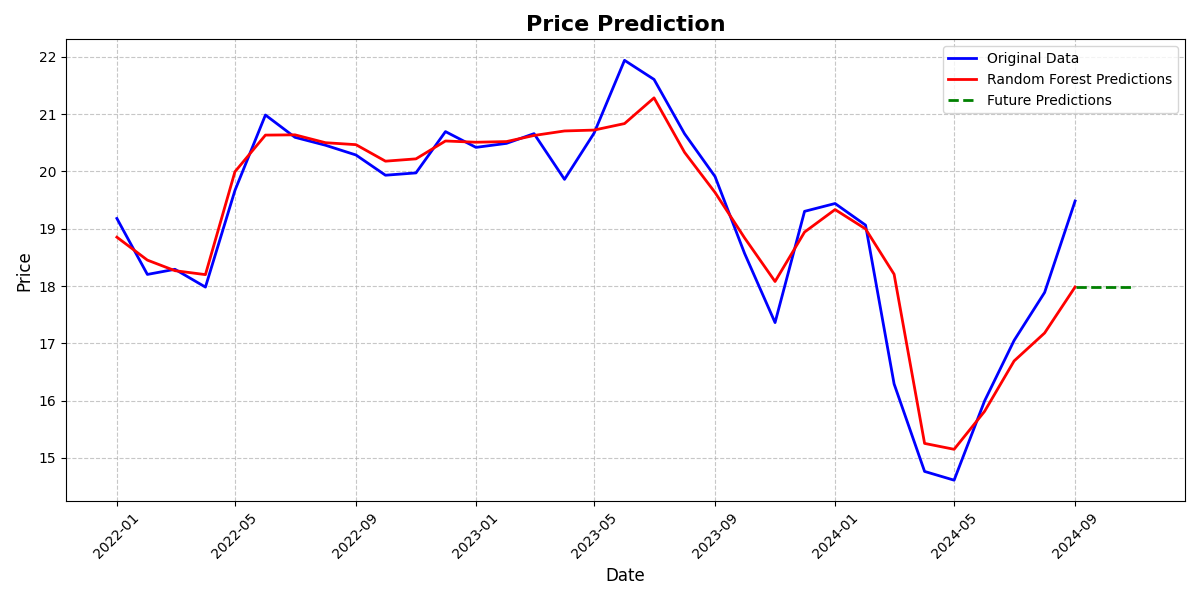 Price Prediction
Original Data
Random Forest Predictions
Future Predictions
Price
22
21
20
19
18
17
16
15
2022-01
2022-05
2022-09
2023-01
2023-05
2023-09
2024-01
2024-05
2024-09
Date